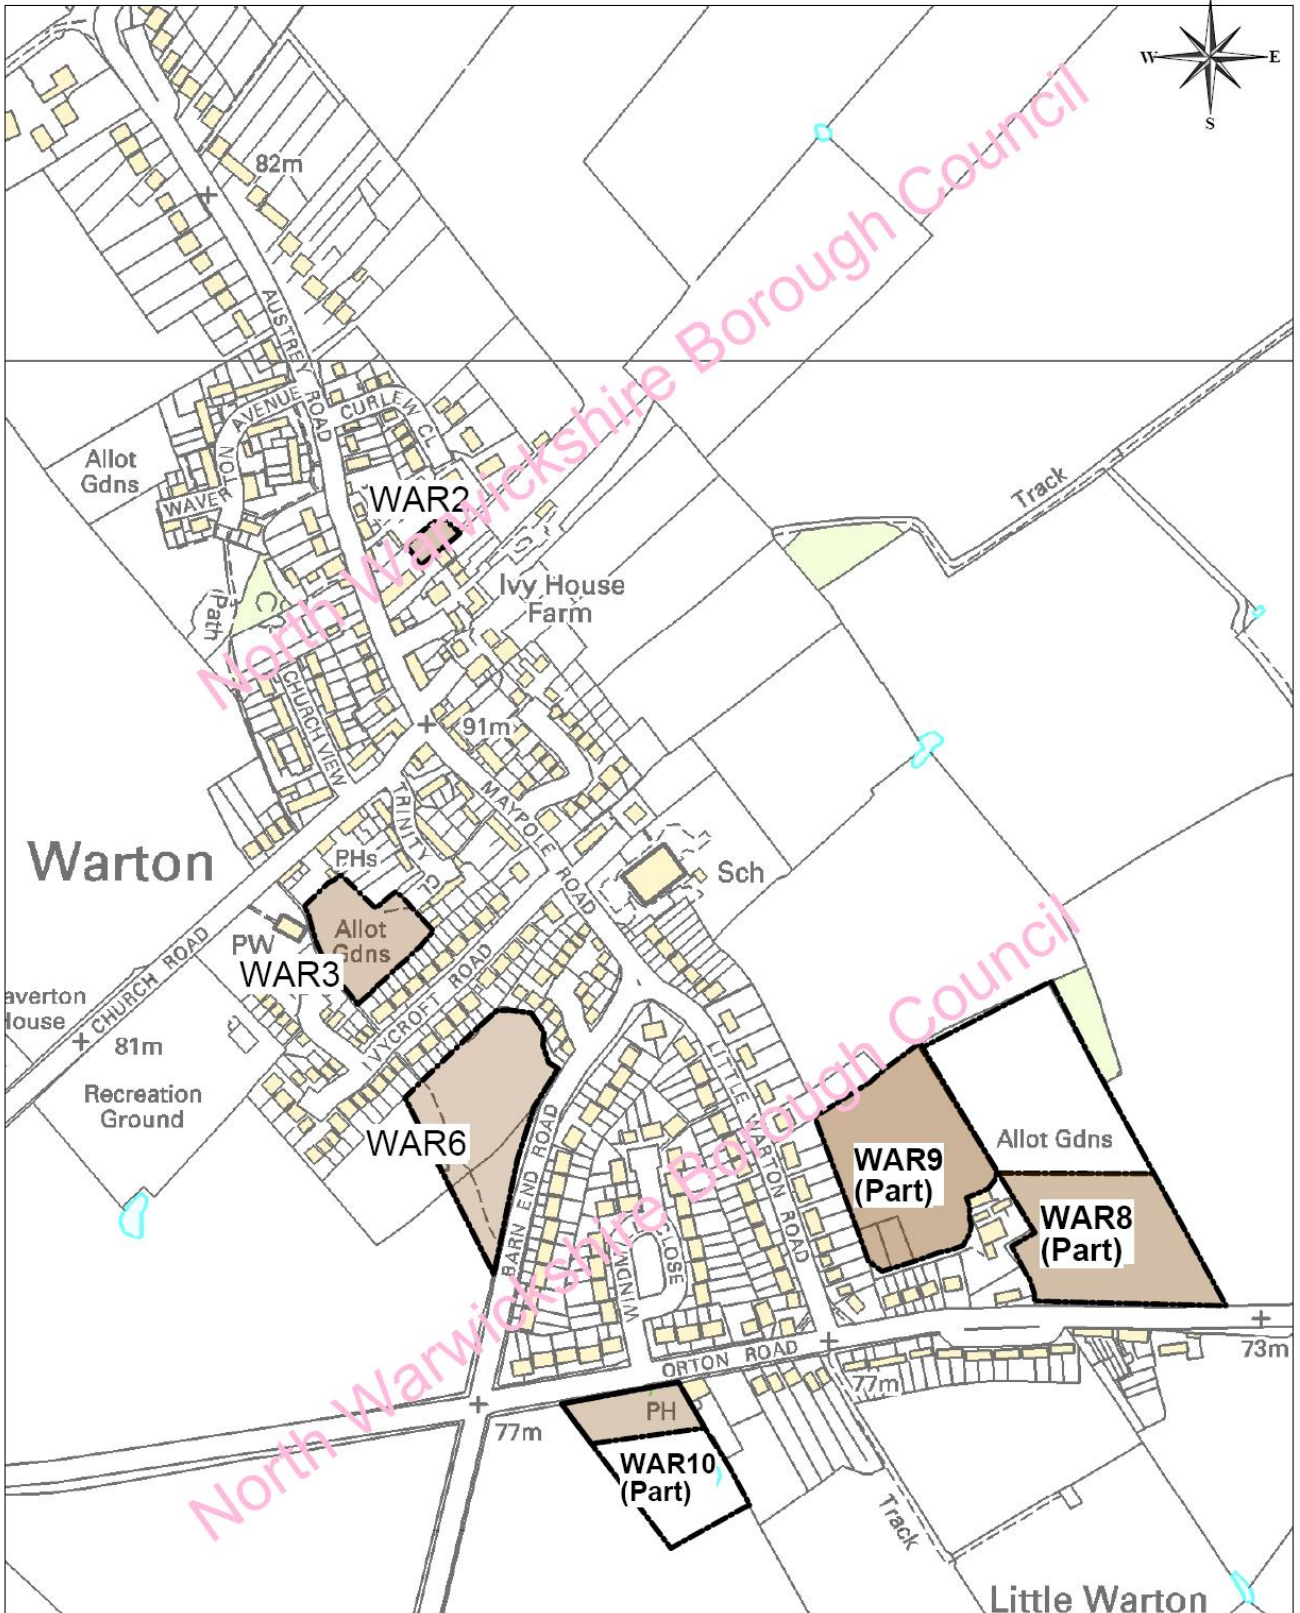 W E
S
North Warwickshire Borough Council
82m
AUSTREY ROAD
AVENUE
CURLEW CL
Allot
Gdns
WAVER
TON
WAR2
Track
Ivy House
Farm
Path
CHURCH VIEW
91m
MAYPOLE ROAD
TRINITY CL
Warton
PHs
Sch
Allot
Gdns
PW
WAR3
CHURCH ROAD
VYCROFT ROAD
averton
House
81m
Recreation
Ground
North Warwickshire Borough Council
LITTLE WARTON ROAD
WAR6
BARN END ROAD
WAR9
(Part)
Allot Gdns
WAR8
(Part)
CLOSE
ORTON ROAD
73m
77m
PH
77m
WAR10
(Part)
Track
Little Warton